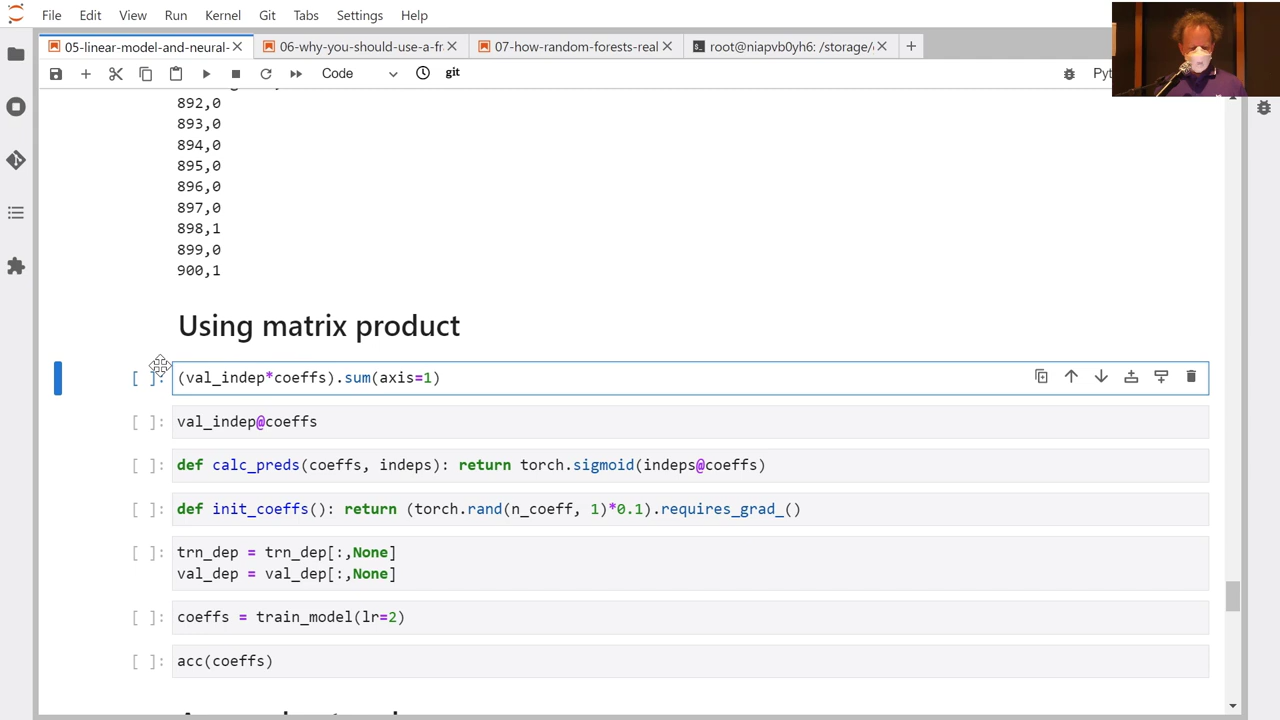 File Edit View Run Kernel Git Tabs Settings Help
05-linear-model-and-neural- 06-why-you-should-use-a-fr 07-how-random-forests-real root@niapvb0yh6: /storage/
Code git Pyt
892,0
893,0
894,0
895,0
896,0
897,0
898,1
899,0
900,1
Using matrix product
[ ]: (val_indep*coeffs).sum(axis=1)
[ ]: val_indep@coeffs
[ ]: def calc_preds(coeffs, indeps): return torch.sigmoid(indeps@coeffs)
[ ]: def init_coeffs(): return (torch.rand(n_coeff, 1)*0.1).requires_grad_()
[ ]: trn_dep = trn_dep[:,None]
val_dep = val_dep[:,None]
[ ]: coeffs = train_model(lr=2)
[ ]: acc(coeffs)